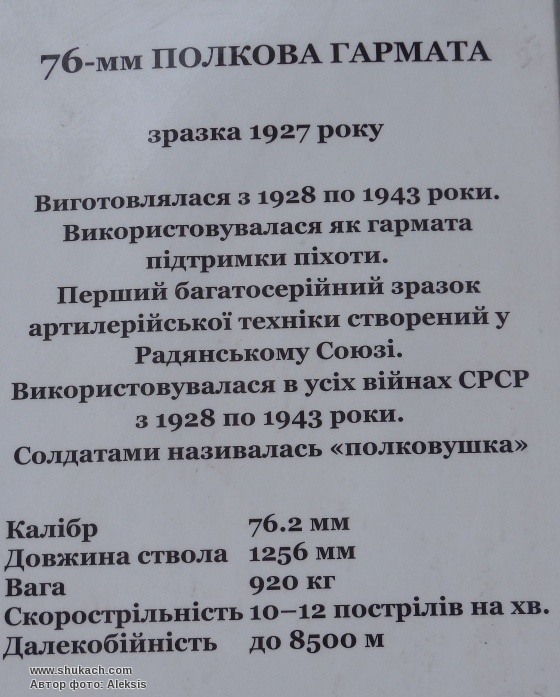 76-мм ПОЛКОВА ГАРМАТА
зразка 1927 року
Виготовлялася з 1928 по 1943 роки.
Використовувалася як гармата
підтримки піхоти.
Перший багатосерійний зразок
артилерійської техніки створений у
Радянському Союзі.
Використовувалася в усіх війнах СРСР
з 1928 по 1943 роки.
Солдатами називалась «полковушка»
Калібр 76.2 мм
Довжина ствола 1256 мм
Вага 920 кг
Скорострільність 10–12 пострілів на хв.
Далекобійність до 8500 м
www.shukach.com
Автор фото: Aleksis